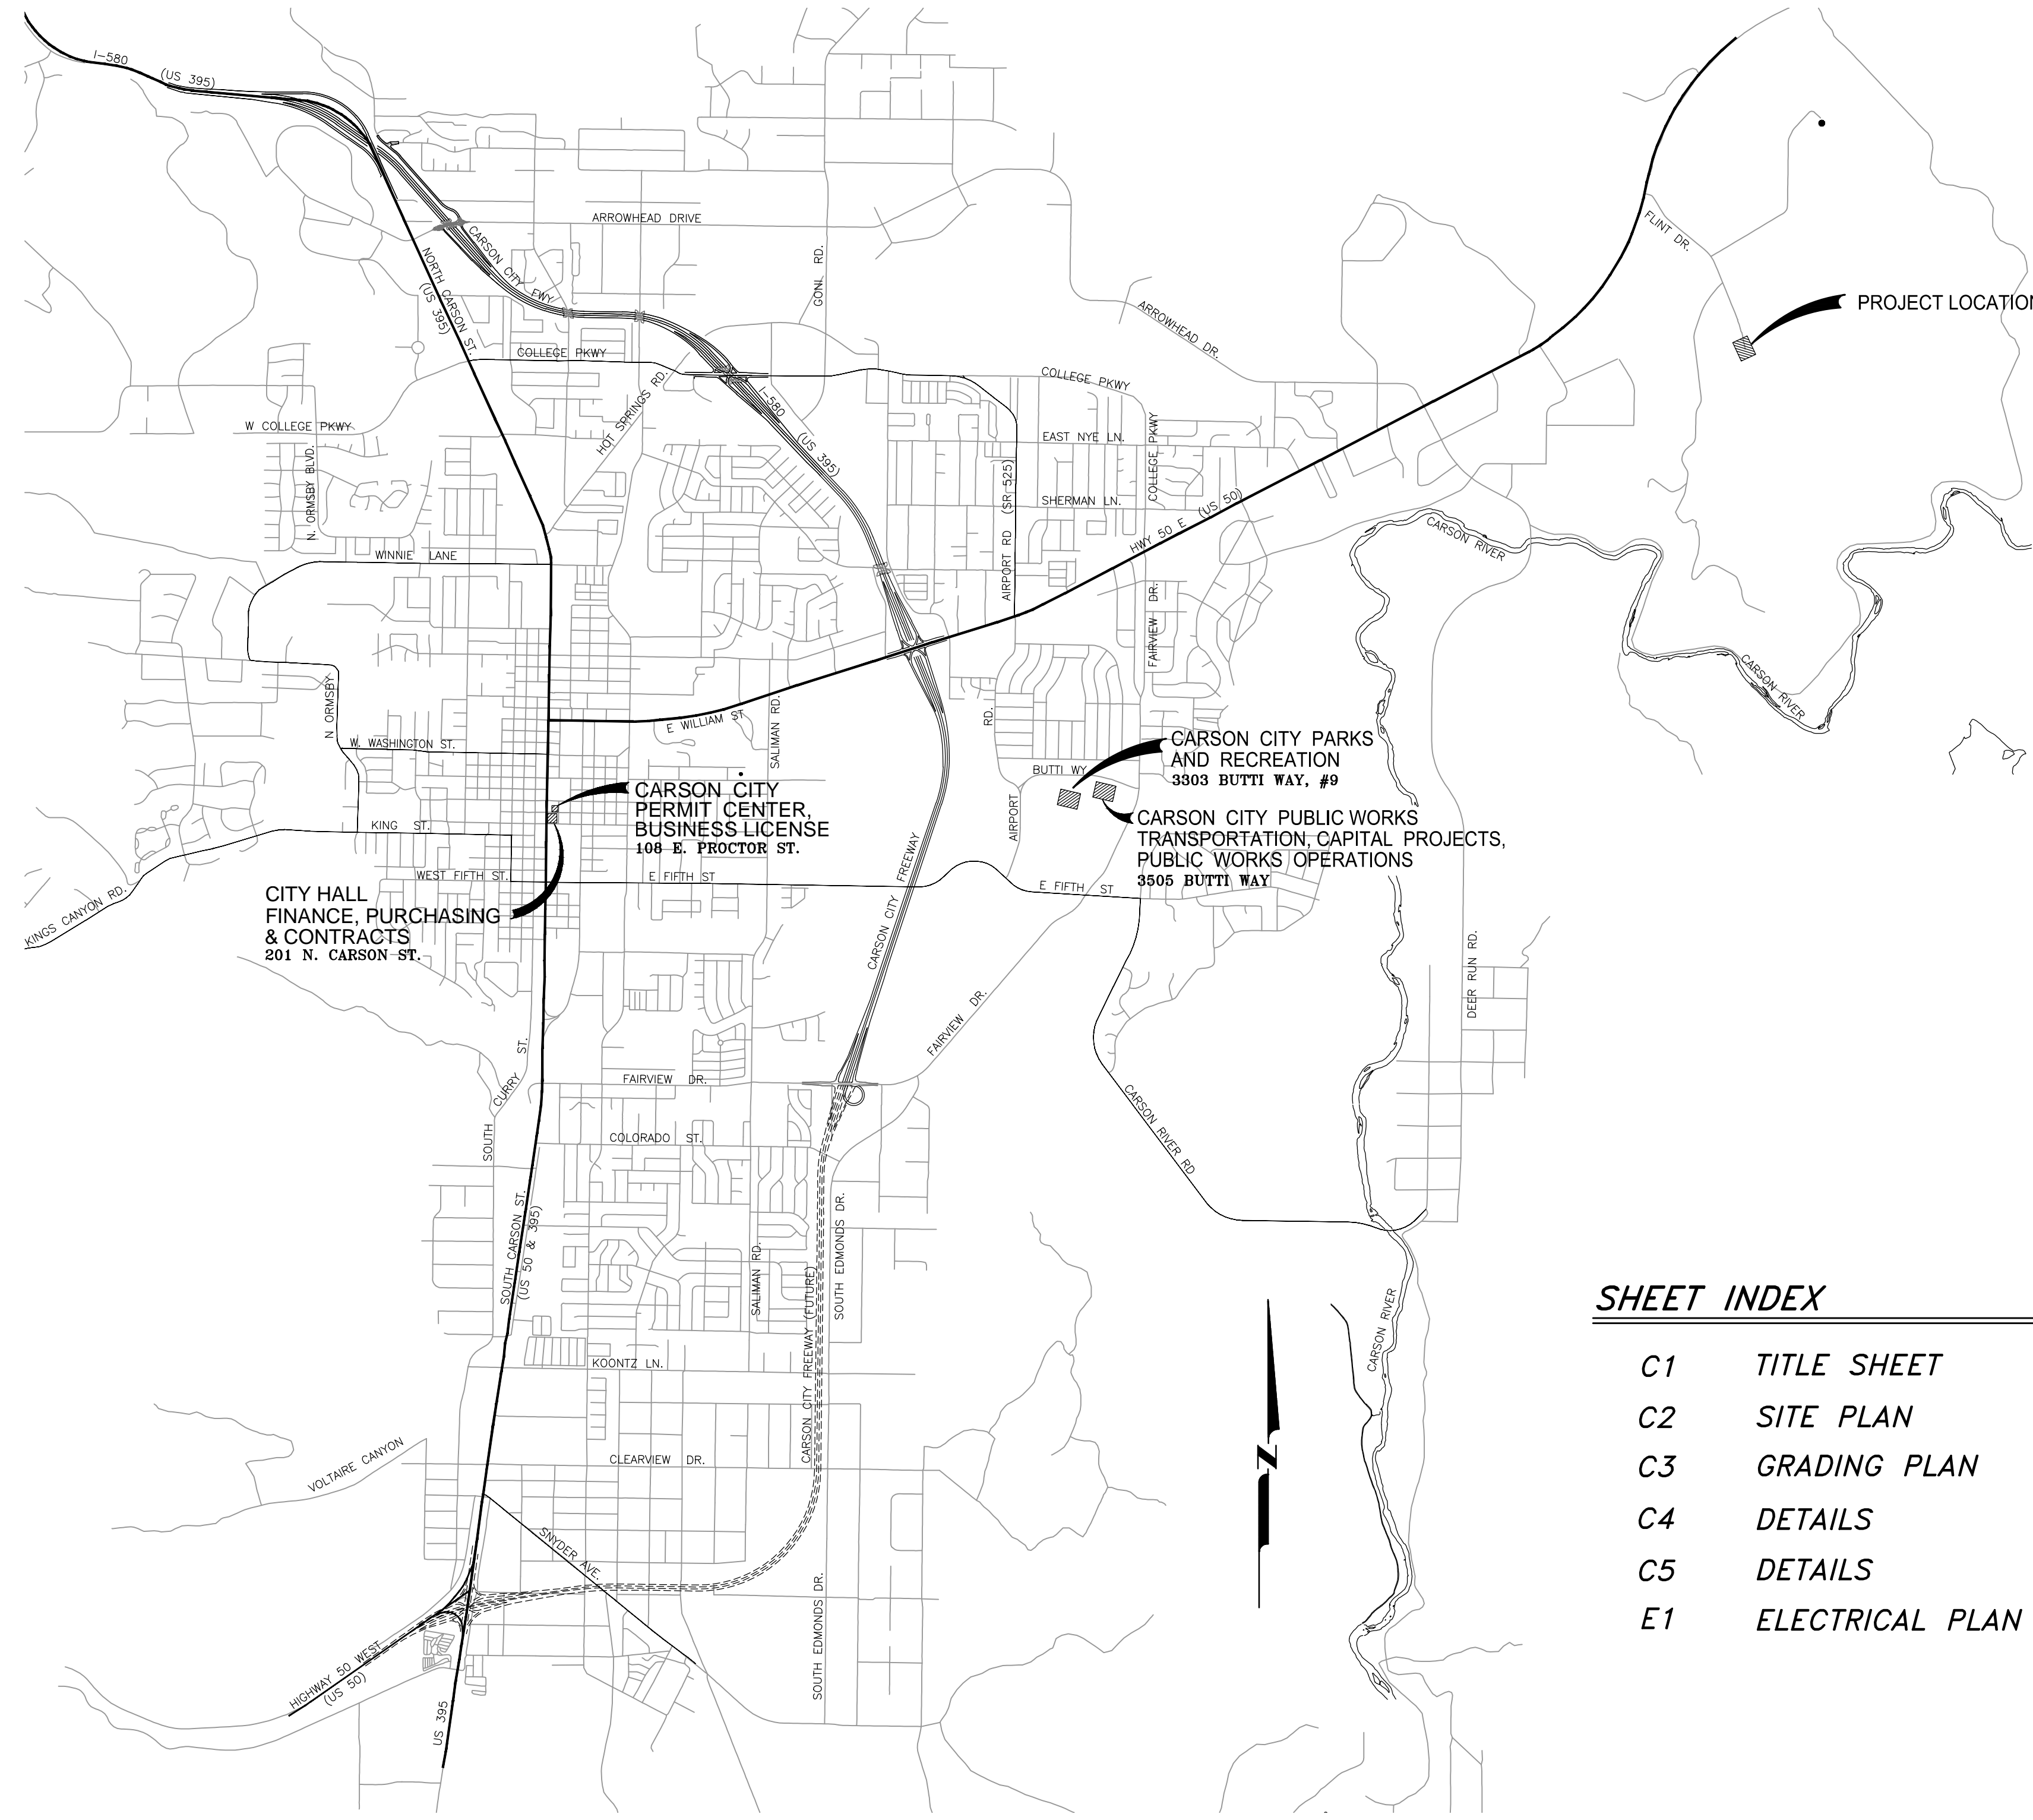 I-580
(US 395)
ARROWHEAD DRIVE
CARSON CITY FWY
NORTH CARSON ST.
(US 395)
GONI RD.
FLINT DR.
PROJECT LOCATION
ARROWHEAD DR.
COLLEGE PKWY
HOT SPRINGS RD.
I-580
(US 395)
COLLEGE PKWY
W COLLEGE PKWY
N. ORMSBY BLVD.
EAST NYE LN.
COLLEGE PKWY
AIRPORT RD (SR 525)
SHERMAN LN.
HWY 50 E (US 50)
CARSON RIVER
WINNIE LANE
FAIRVIEW DR.
CARSON RIVER
N ORMSBY
E WILLIAM ST
SALIMAN RD.
W. WASHINGTON ST.
AIRPORT RD.
BUTTI WY
CARSON CITY PARKS
AND RECREATION
3303 BUTTI WAY, #9
CARSON CITY
PERMIT CENTER,
BUSINESS LICENSE
108 E. PROCTOR ST.
CARSON CITY PUBLIC WORKS
TRANSPORTATION, CAPITAL PROJECTS,
PUBLIC WORKS OPERATIONS
3505 BUTTI WAY
KING ST.
WEST FIFTH ST.
E FIFTH ST
E FIFTH ST
CITY HALL
FINANCE, PURCHASING
& CONTRACTS
201 N. CARSON ST.
KINGS CANYON RD.
CARSON CITY FREEWAY
DEER RUN RD.
FAIRVIEW DR.
SOUTH CURRY ST.
FAIRVIEW DR.
COLORADO ST.
CARSON RIVER RD
SOUTH CARSON ST.
(US 50 & 395)
SALIMAN RD.
SOUTH EDMONDS DR.
CARSON CITY FREEWAY (FUTURE)
CARSON RIVER
KOONTZ LN.
CLEARVIEW DR.
VOLTAIRE CANYON
SNYDER AVE.
SOUTH EDMONDS DR.
HIGHWAY 50 WEST
(US 50)
US 395
N
SHEET INDEX
C1 TITLE SHEET
C2 SITE PLAN
C3 GRADING PLAN
C4 DETAILS
C5 DETAILS
E1 ELECTRICAL PLAN